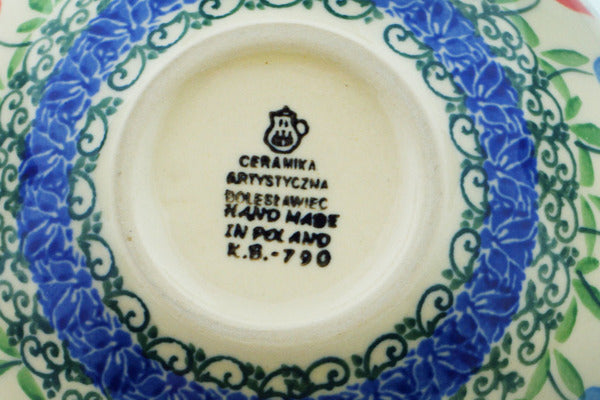 CERAMIKA
ARTYSTYCZNA
BOLESŁAWIEC
HAND MADE
IN POLAND
K.B.-790